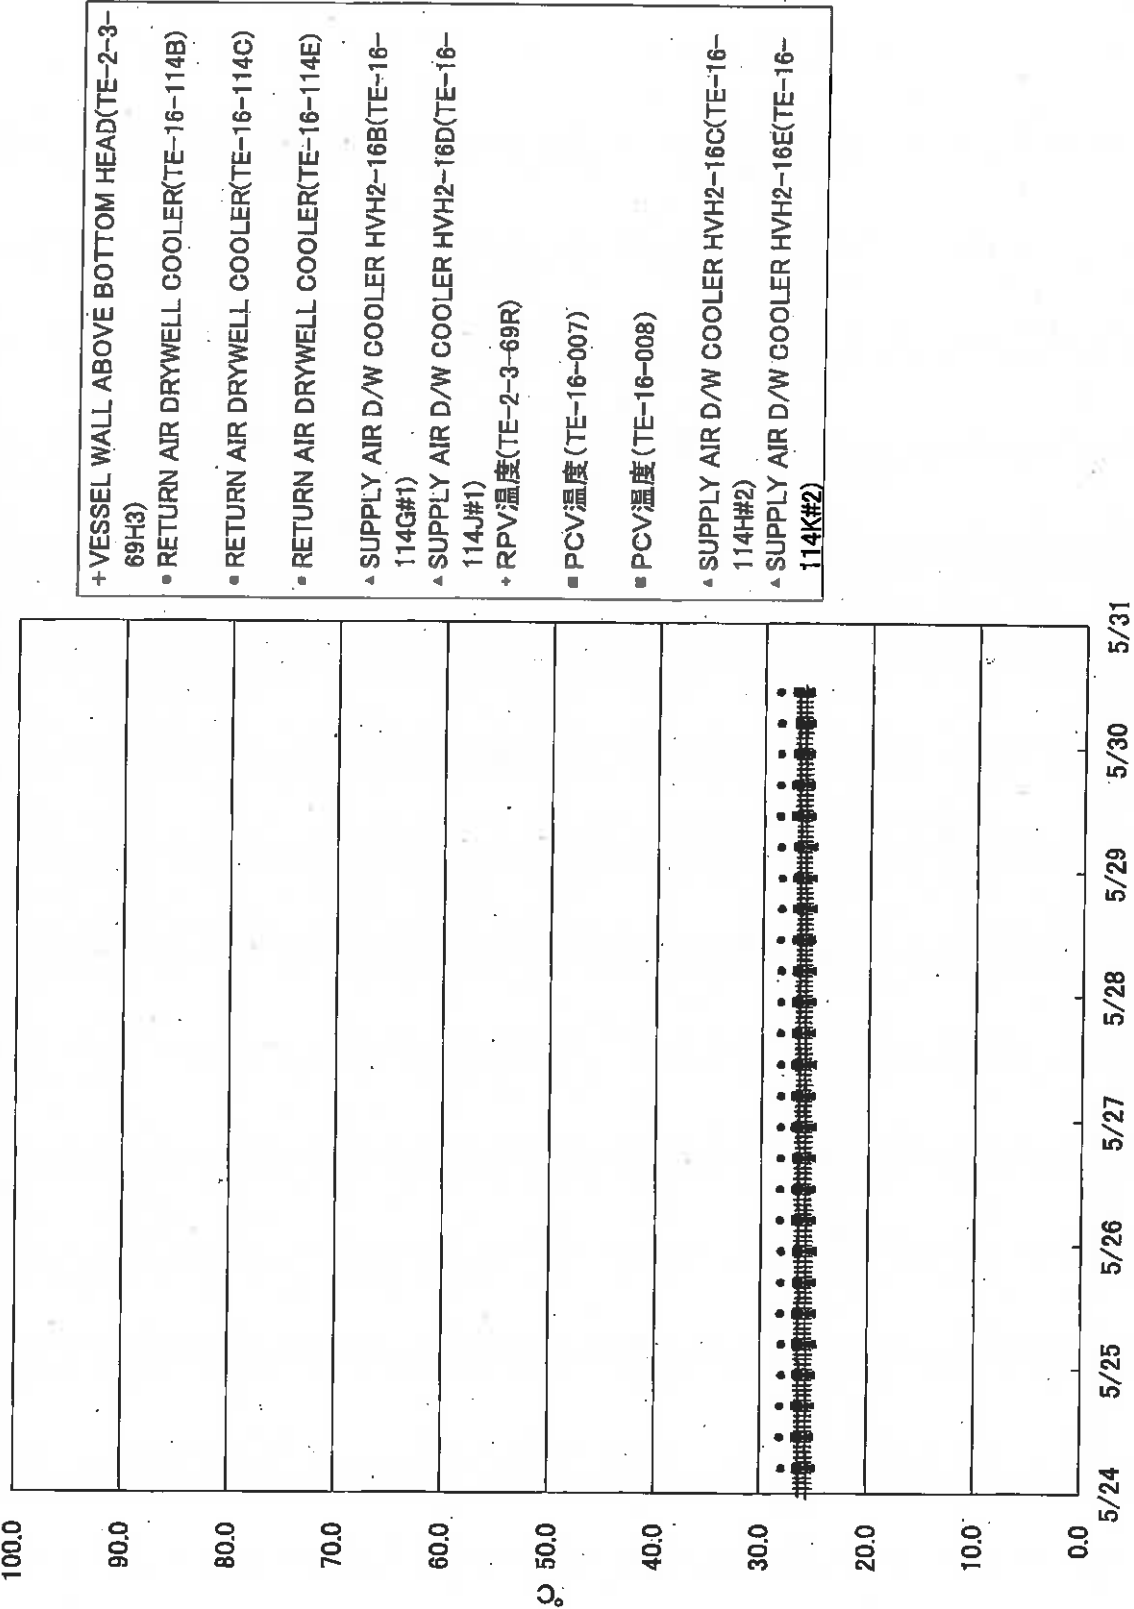 100.0
90.0
80.0
70.0
60.0
50.0
40.0
30.0
20.0
10.0
0.0
℃
5/24
5/25
5/26
5/27
5/28
5/29
5/30
5/31
+VESSEL WALL ABOVE BOTTOM HEAD(TE-2-3-
69H3)
● RETURN AIR DRYWELL COOLER(TE-16-114B)
● RETURN AIR DRYWELL COOLER(TE-16-114C)
● RETURN AIR DRYWELL COOLER(TE-16-114E)
▲ SUPPLY AIR D/W COOLER HVH2-16B(TE-16-
114G#1)
▲ SUPPLY AIR D/W COOLER HVH2-16D(TE-16-
114J#1)
+ RPV温度(TE-2-3-69R)
■ PCV温度(TE-16-007)
■ PCV温度(TE-16-008)
▲ SUPPLY AIR D/W COOLER HVH2-16C(TE-16-
114H#2)
▲ SUPPLY AIR D/W COOLER HVH2-16E(TE-16-
114K#2)